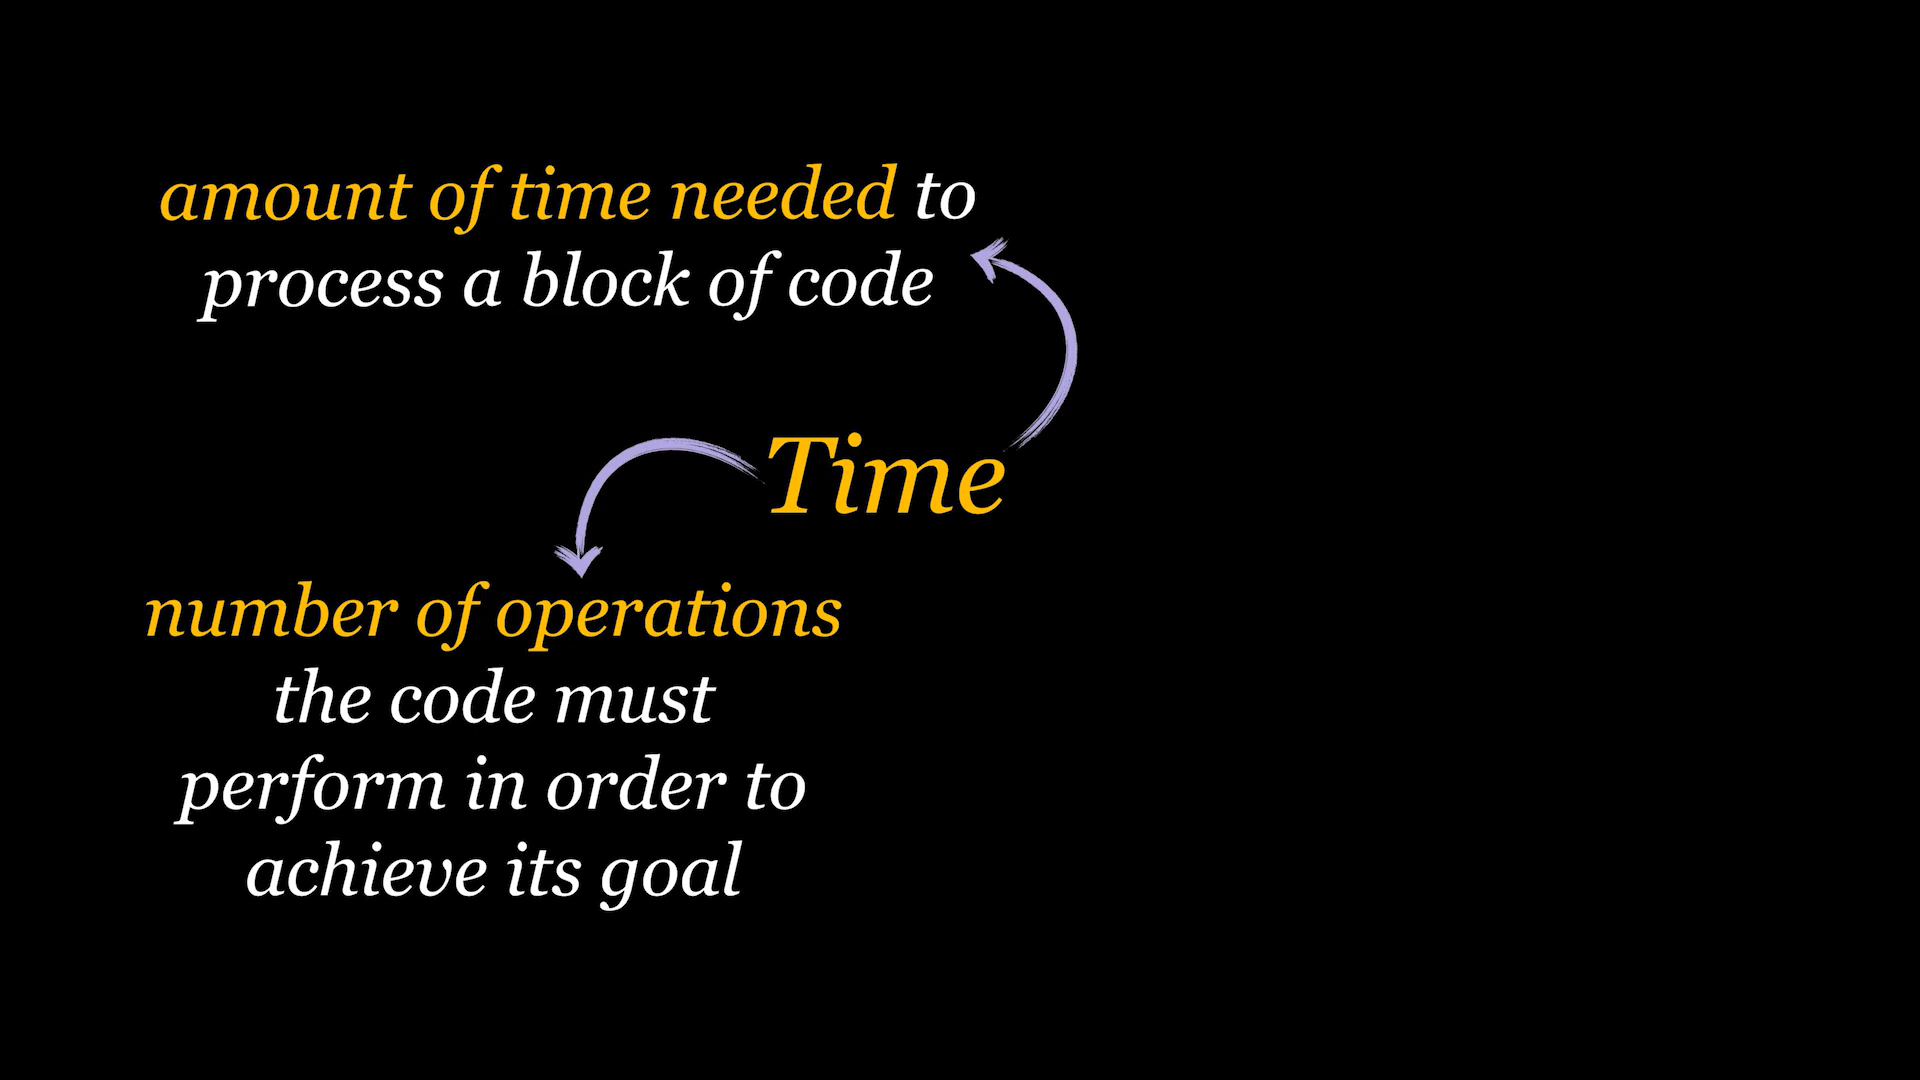 amount of time needed to
process a block of code
Time
number of operations
the code must
perform in order to
achieve its goal